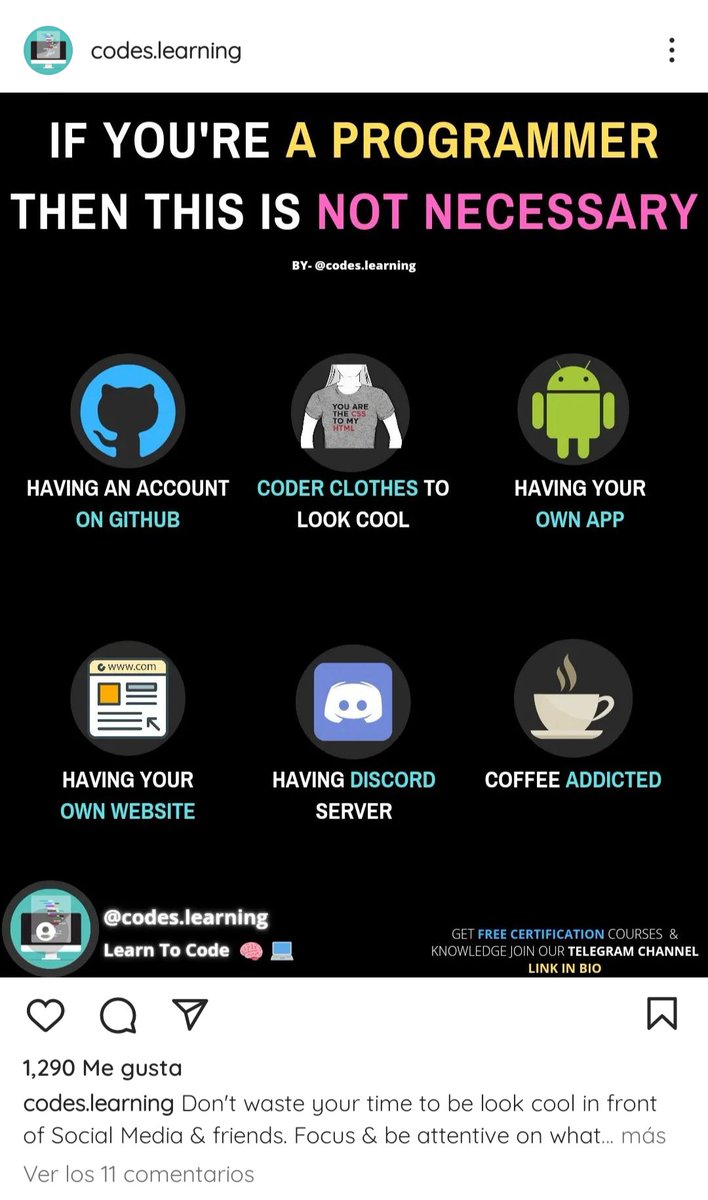 codes.learning
IF YOU'RE A PROGRAMMER
THEN THIS IS NOT NECESSARY
BY- @codes.learning
HAVING AN ACCOUNT
ON GITHUB
YOU ARE
THE CSS
TO MY
HTML
CODER CLOTHES TO
LOOK COOL
HAVING YOUR
OWN APP
www.com
HAVING YOUR
OWN WEBSITE
HAVING DISCORD
SERVER
COFFEE ADDICTED
@codes.learning
Learn To Code
GET FREE CERTIFICATION COURSES &
KNOWLEDGE JOIN OUR TELEGRAM CHANNEL
LINK IN BIO
1,290 Me gusta
codes.learning Don't waste your time to be look cool in front
of Social Media & friends. Focus & be attentive on what... más
Ver los 11 comentarios